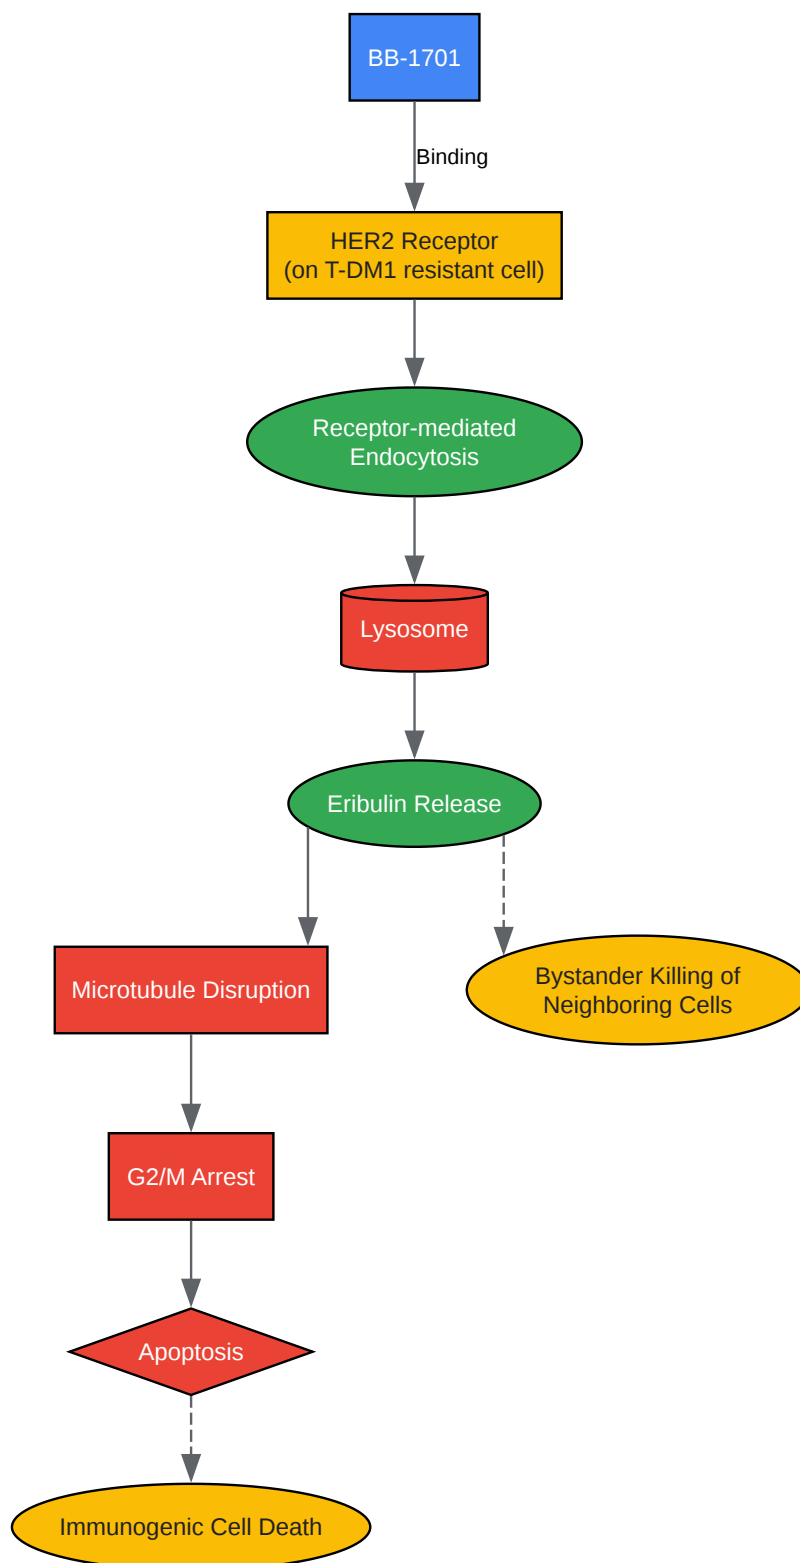 BB-1701
Binding
HER2 Receptor
(on T-DM1 resistant cell)
Receptor-mediated
Endocytosis
Lysosome
Eribulin Release
Microtubule Disruption
Bystander Killing of
Neighboring Cells
G2/M Arrest
Apoptosis
Immunogenic Cell Death